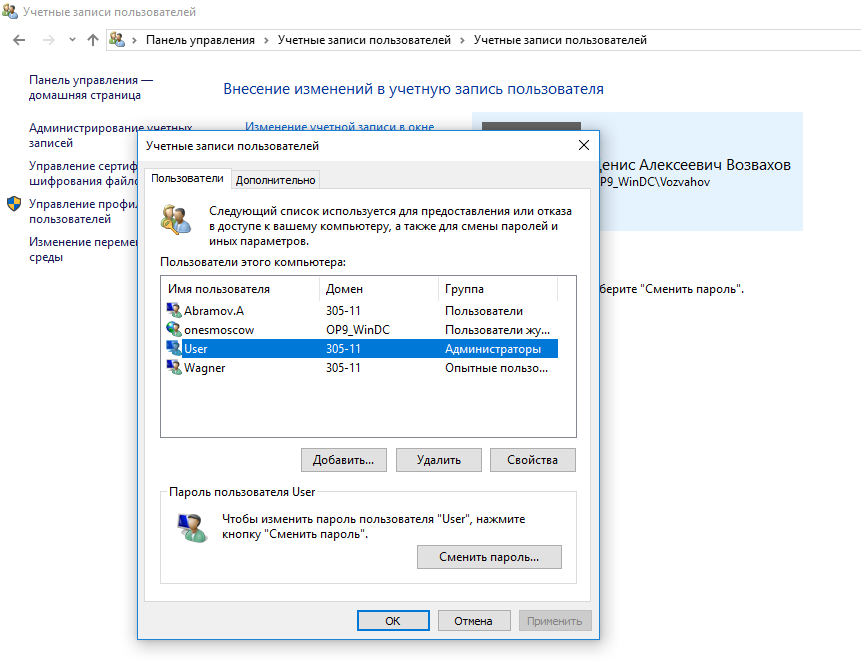 Учетные записи пользователей
Панель управления › Учетные записи пользователей › Учетные записи пользователей
Панель управления —
домашняя страница
Администрирование учетных
записей
Управление сертиф
шифрования файло
Управление профи
пользователей
Изменение переме
среды
Внесение изменений в учетную запись пользователя
Изменение учетной записи в окне
енис Алексеевич Возвахов
OP9_WinDC\Vozvahov
берите "Сменить пароль".
Учетные записи пользователей
Пользователи
Дополнительно
Следующий список используется для предоставления или отказа
в доступе к вашему компьютеру, а также для смены паролей и
иных параметров.
Пользователи этого компьютера:
Имя пользователя Домен Группа
Abramov.A 305-11 Пользователи
onesmoscow OP9_WinDC Пользователи жу...
User 305-11 Администраторы
Wagner 305-11 Опытные пользо...
Добавить... Удалить Свойства
Пароль пользователя User
Чтобы изменить пароль пользователя "User", нажмите
кнопку "Сменить пароль".
Сменить пароль...
ОК Отмена Применить